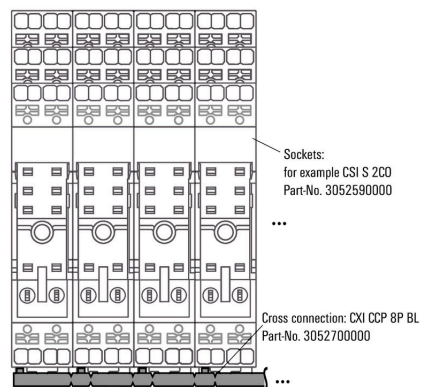 Sockets:
for example CSI S 2CO
Part-No. 3052590000
...
Cross connection: CXI CCP 8P BL
Part-No. 3052700000
...